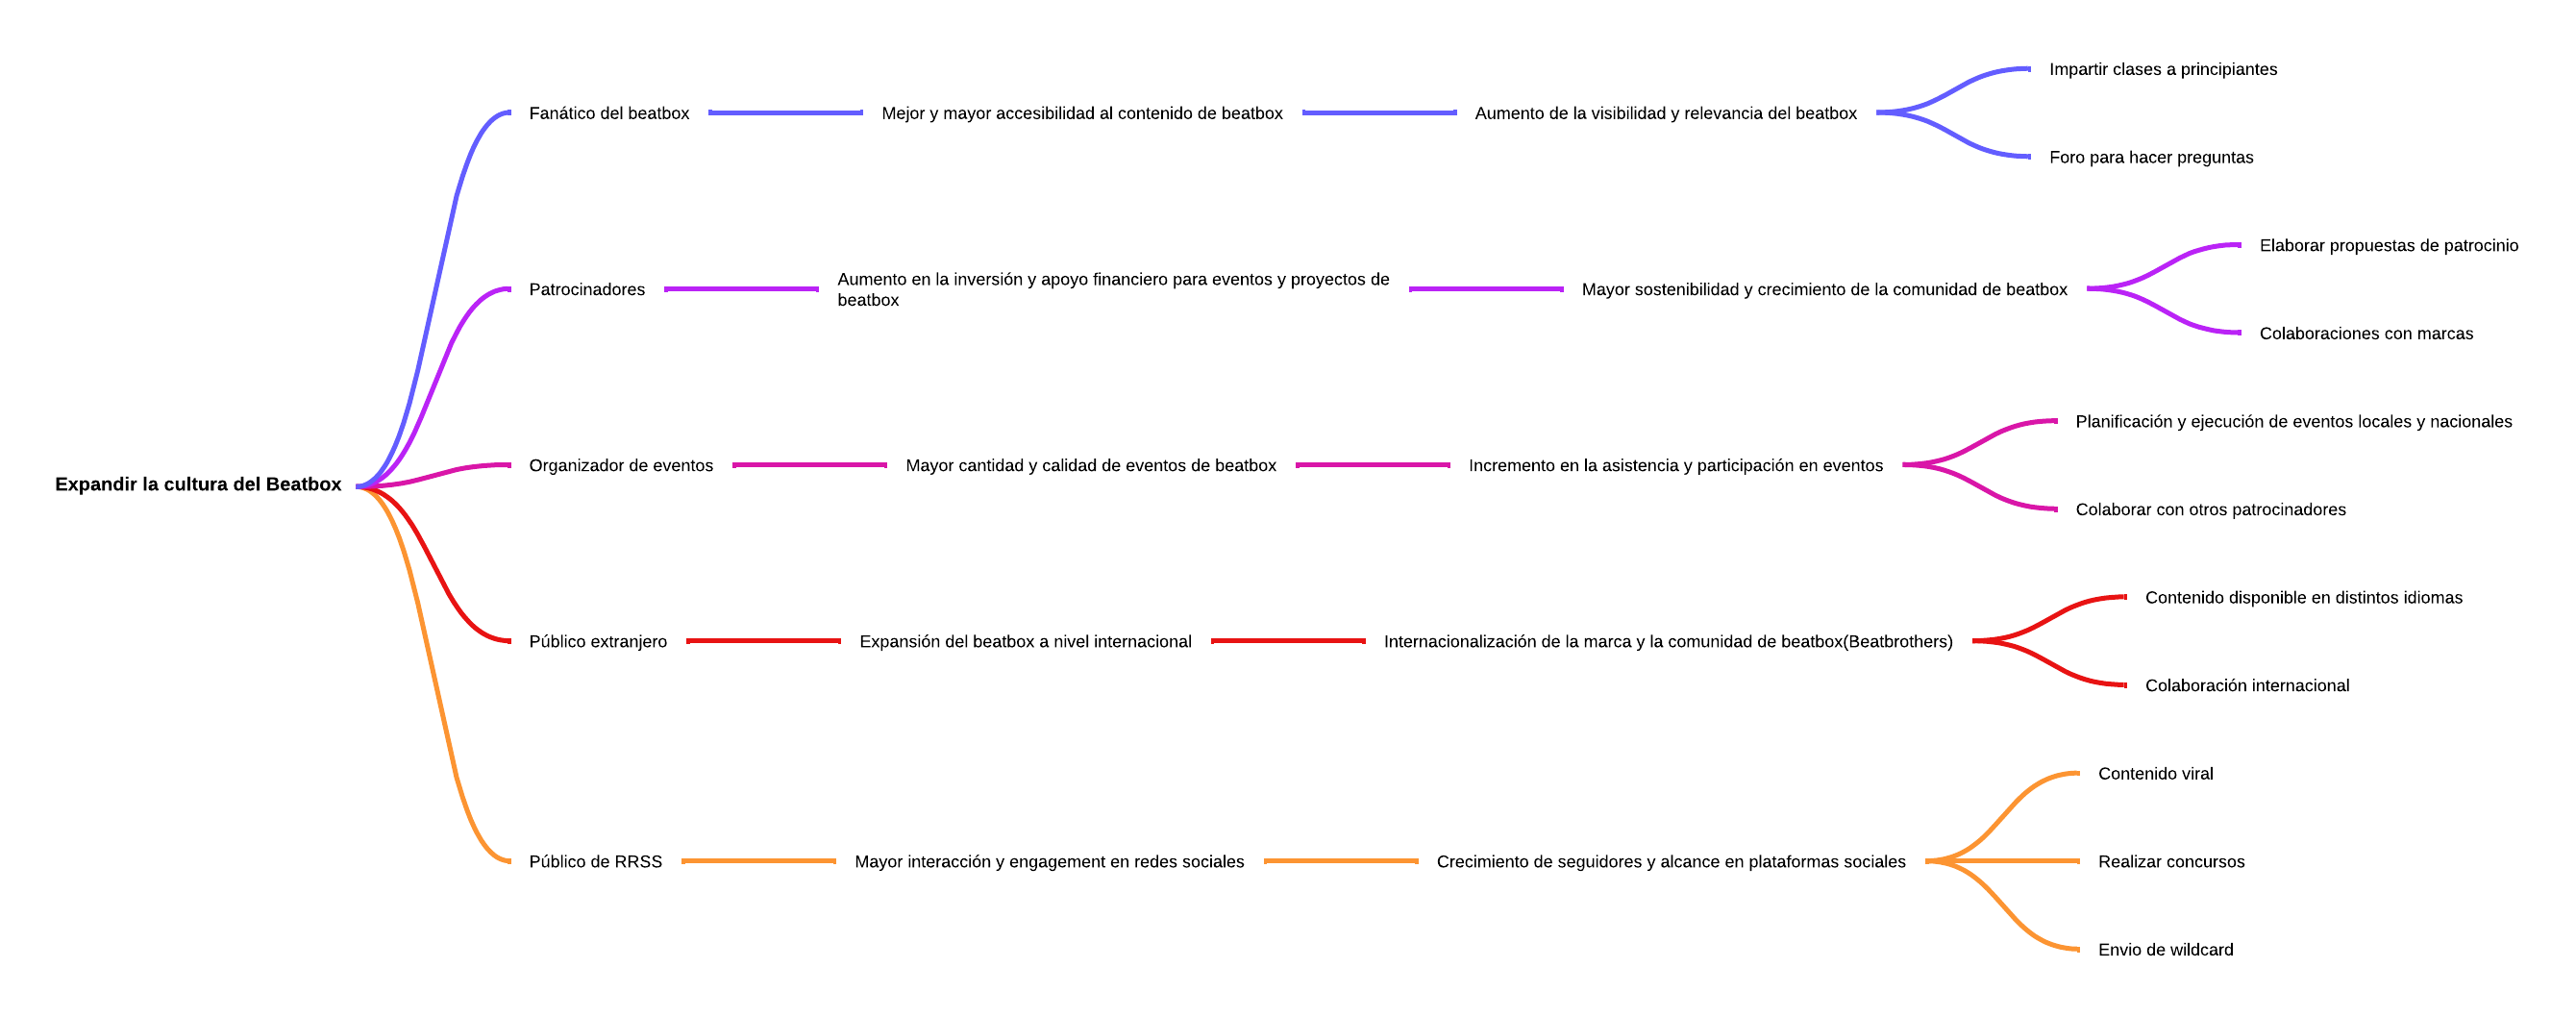 Expandir la cultura del Beatbox
Fanático del beatbox
Mejor y mayor accesibilidad al contenido de beatbox
Aumento de la visibilidad y relevancia del beatbox
Impartir clases a principiantes
Foro para hacer preguntas
Patrocinadores
Aumento en la inversión y apoyo financiero para eventos y proyectos de
beatbox
Mayor sostenibilidad y crecimiento de la comunidad de beatbox
Elaborar propuestas de patrocinio
Colaboraciones con marcas
Organizador de eventos
Mayor cantidad y calidad de eventos de beatbox
Incremento en la asistencia y participación en eventos
Planificación y ejecución de eventos locales y nacionales
Colaborar con otros patrocinadores
Público extranjero
Expansión del beatbox a nivel internacional
Internacionalización de la marca y la comunidad de beatbox(Beatbrothers)
Contenido disponible en distintos idiomas
Colaboración internacional
Público de RRSS
Mayor interacción y engagement en redes sociales
Crecimiento de seguidores y alcance en plataformas sociales
Contenido viral
Realizar concursos
Envio de wildcard